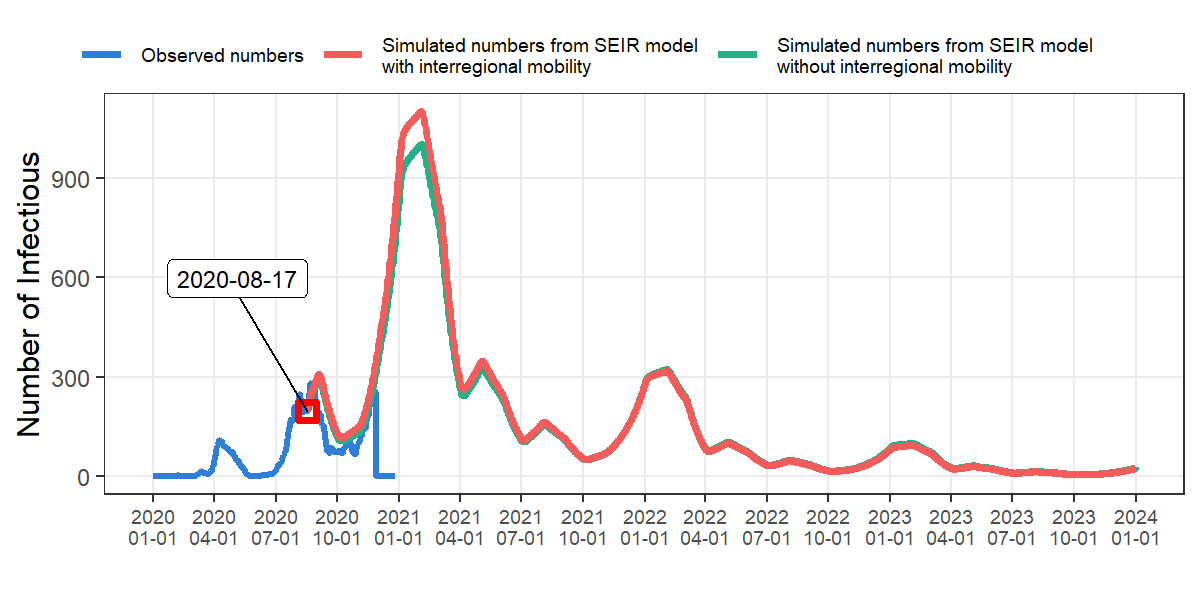 Observed numbers
Simulated numbers from SEIR model
with interregional mobility
Simulated numbers from SEIR model
without interregional mobility
Number of Infectious
900
600
300
0
2020-08-17
2020 2020 2020 2020 2021 2021 2021 2021 2022 2022 2022 2022 2023 2023 2023 2023 2024
01-01 04-01 07-01 10-01 01-01 04-01 07-01 10-01 01-01 04-01 07-01 10-01 01-01 04-01 07-01 10-01 01-01